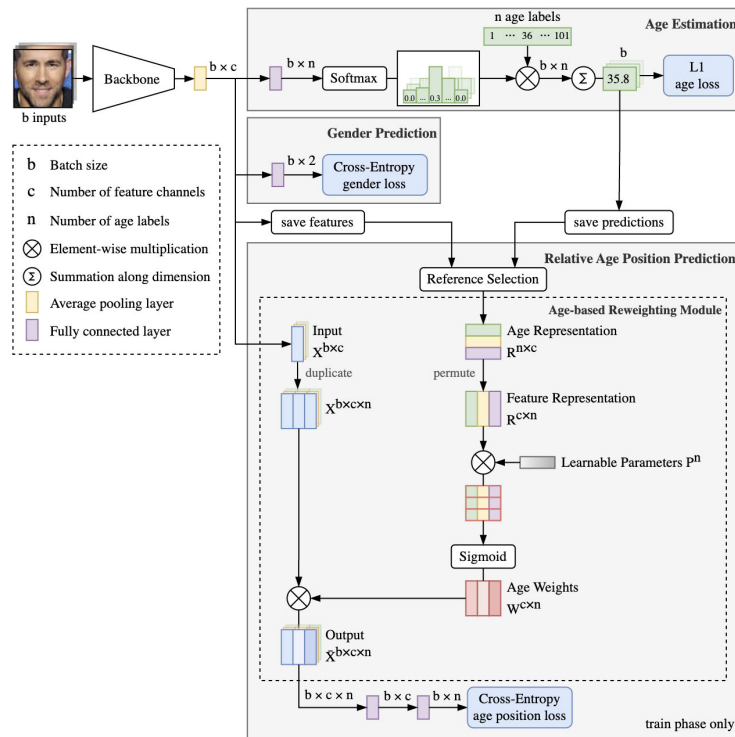 Age Estimation
n age labels
1 ··· 36 ··· 101
b × c
b × n
Softmax
0.0 ... 0.3 ... 0.0
b × n
Σ
b
35.8
L1
age loss
Backbone
b inputs
Gender Prediction
b × 2
Cross-Entropy
gender loss
b Batch size
c Number of feature channels
n Number of age labels
Element-wise multiplication
Σ Summation along dimension
Average pooling layer
Fully connected layer
save features
save predictions
Relative Age Position Prediction
Reference Selection
Age-based Reweighting Module
Input
X^{b×c}
duplicate
X^{b×c×n}
Age Representation
R^{n×c}
permute
Feature Representation
R^{c×n}
Learnable Parameters P^n
Sigmoid
Age Weights
W^{c×n}
Output
X̃^{b×c×n}
b × c × n
b × c
b × n
Cross-Entropy
age position loss
train phase only